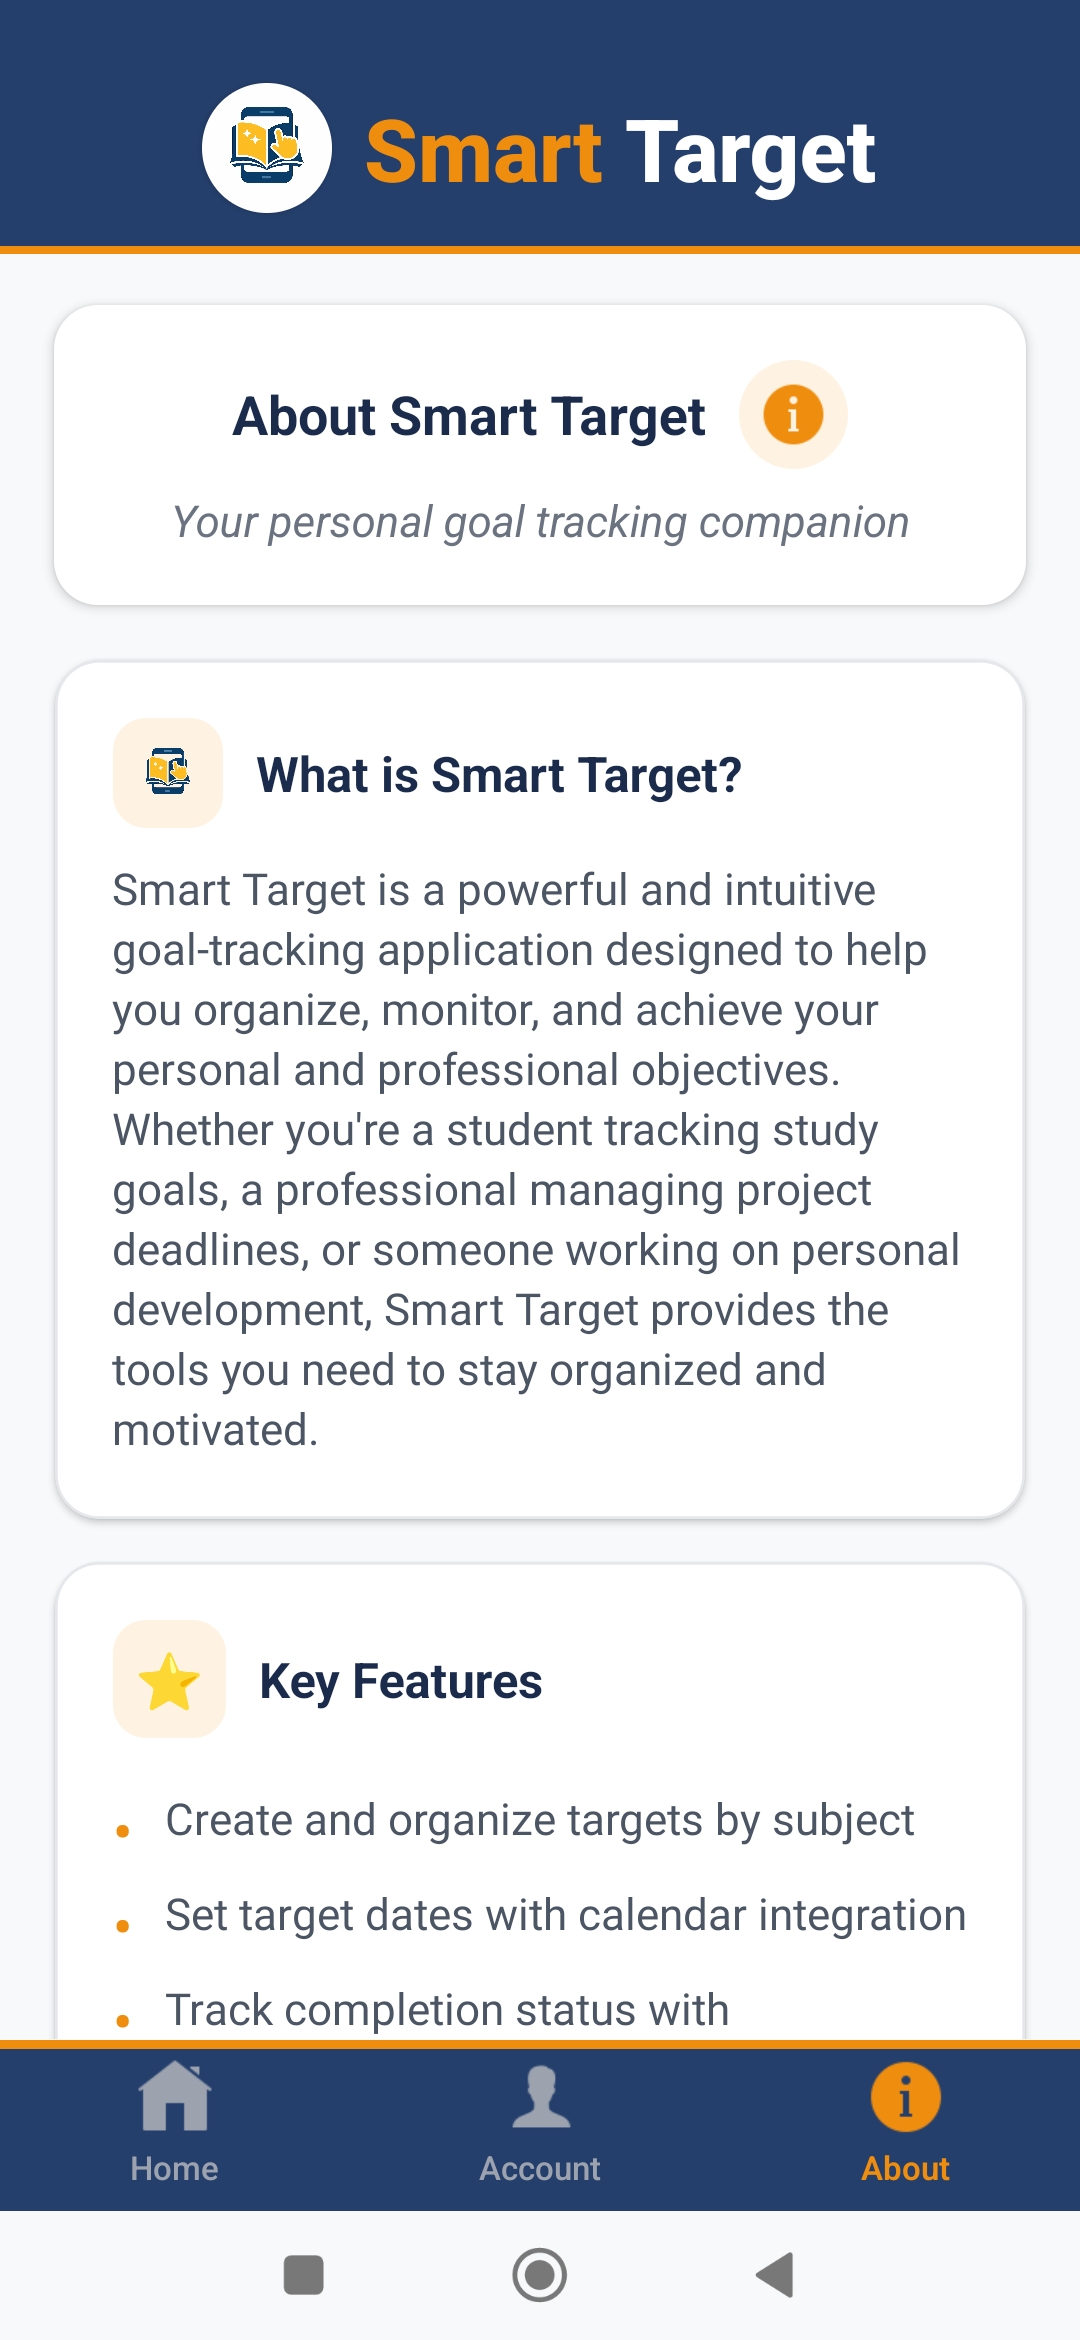 Smart Target
About Smart Target
Your personal goal tracking companion
What is Smart Target?
Smart Target is a powerful and intuitive
goal-tracking application designed to help
you organize, monitor, and achieve your
personal and professional objectives.
Whether you're a student tracking study
goals, a professional managing project
deadlines, or someone working on personal
development, Smart Target provides the
tools you need to stay organized and
motivated.
Key Features
• Create and organize targets by subject
• Set target dates with calendar integration
• Track completion status with
Home
Account
About